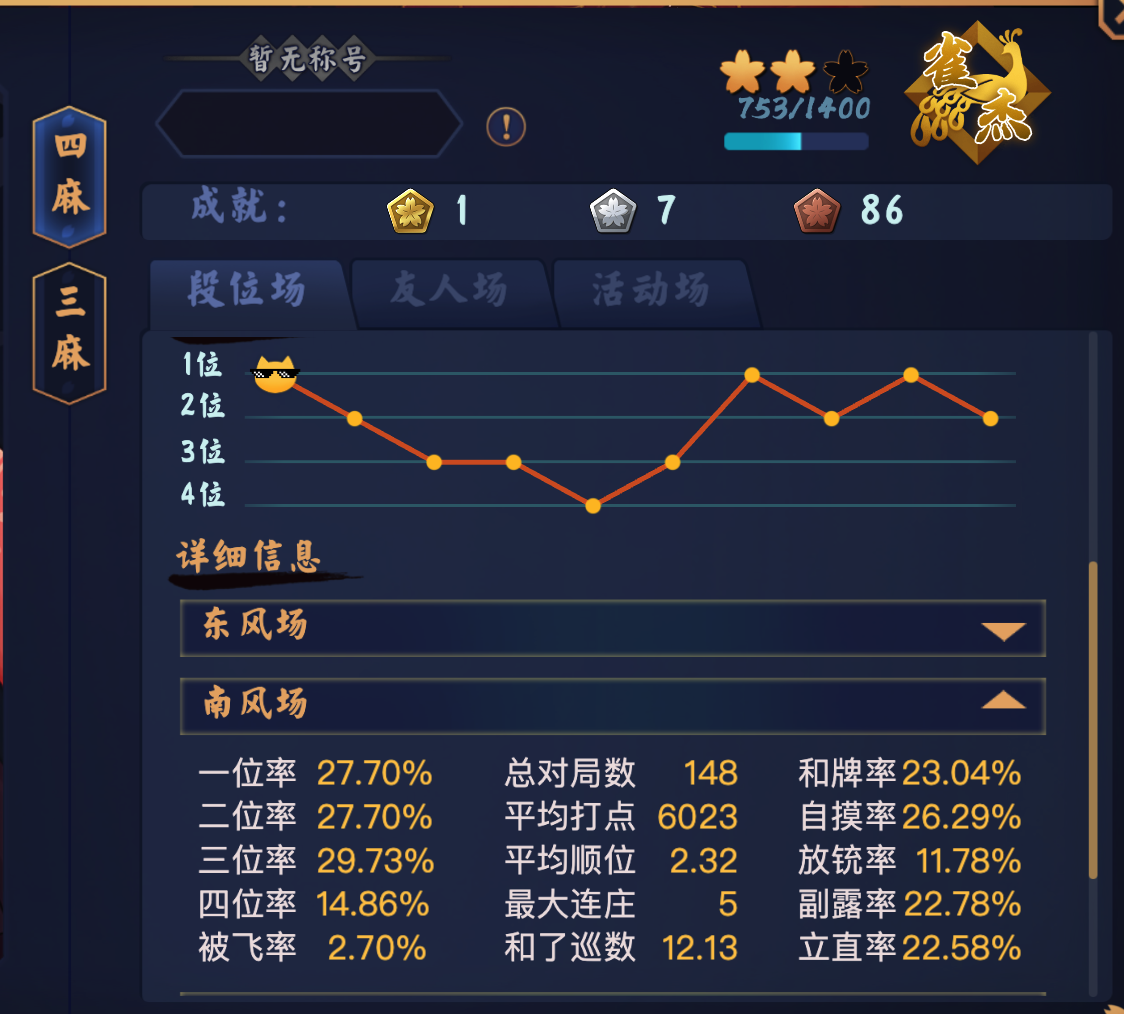 暂无称号
!
753/1400
雀杰
四麻
三麻
成就： 1 7 86
段位场 友人场 活动场
1位
2位
3位
4位
详细信息
东风场
南风场
一位率 27.70% 总对局数 148 和牌率 23.04%
二位率 27.70% 平均打点 6023 自摸率 26.29%
三位率 29.73% 平均顺位 2.32 放铳率 11.78%
四位率 14.86% 最大连庄 5 副露率 22.78%
被飞率 2.70% 和了巡数 12.13 立直率 22.58%